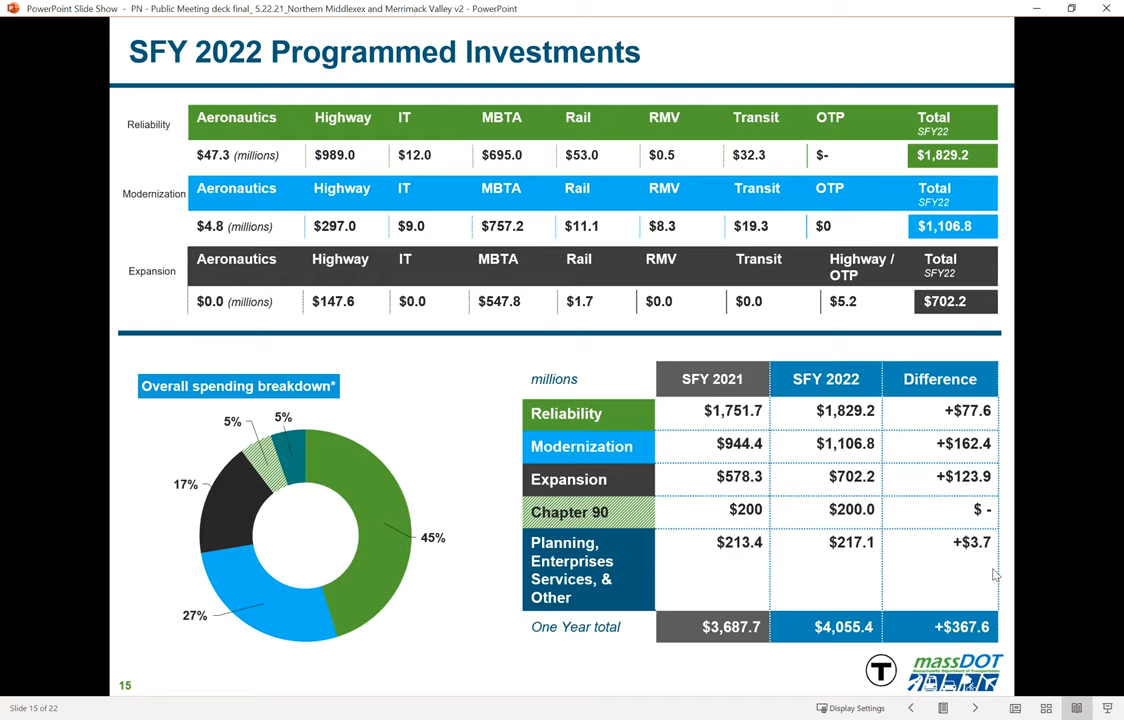 PowerPoint Slide Show - PN - Public Meeting deck final_ 5.22.21_Northern Middlexex and Merrimack Valley v2 - PowerPoint
SFY 2022 Programmed Investments
Reliability
Aeronautics Highway IT MBTA Rail RMV Transit OTP Total
SFY22
$47.3 (millions) $989.0 $12.0 $695.0 $53.0 $0.5 $32.3 $- $1,829.2
Modernization
Aeronautics Highway IT MBTA Rail RMV Transit OTP Total
SFY22
$4.8 (millions) $297.0 $9.0 $757.2 $11.1 $8.3 $19.3 $0 $1,106.8
Expansion
Aeronautics Highway IT MBTA Rail RMV Transit Highway / OTP Total
SFY22
$0.0 (millions) $147.6 $0.0 $547.8 $1.7 $0.0 $0.0 $5.2 $702.2
Overall spending breakdown*
5% 5%
17%
45%
27%
millions SFY 2021 SFY 2022 Difference
Reliability $1,751.7 $1,829.2 +$77.6
Modernization $944.4 $1,106.8 +$162.4
Expansion $578.3 $702.2 +$123.9
Chapter 90 $200 $200.0 $ -
Planning, $213.4 $217.1 +$3.7
Enterprises
Services, &
Other
One Year total $3,687.7 $4,055.4 +$367.6
T
massDOT
Massachusetts Department of Transportation
15
Slide 15 of 22
Display Settings